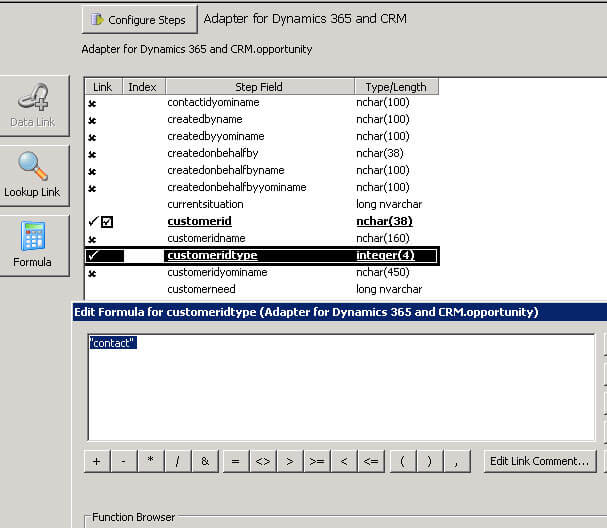 Configure Steps
Adapter for Dynamics 365 and CRM
Adapter for Dynamics 365 and CRM.opportunity
Data Link
Lookup Link
Formula
Link Index Step Field Type/Length
contactidyominame nchar(100)
createdbyname nchar(100)
createdbyyominame nchar(100)
createdonbehalfby nchar(38)
createdonbehalfbyname nchar(100)
createdonbehalfbyyominame nchar(100)
currentsituation long nvarchar
customerid nchar(38)
customeridname nchar(160)
customeridtype integer(4)
customeridyominame nchar(450)
customerneed long nvarchar
Edit Formula for customeridtype (Adapter for Dynamics 365 and CRM.opportunity)
"contact"
+ - * / & = <> > >= < <= ( ) , Edit Link Comment...
Function Browser